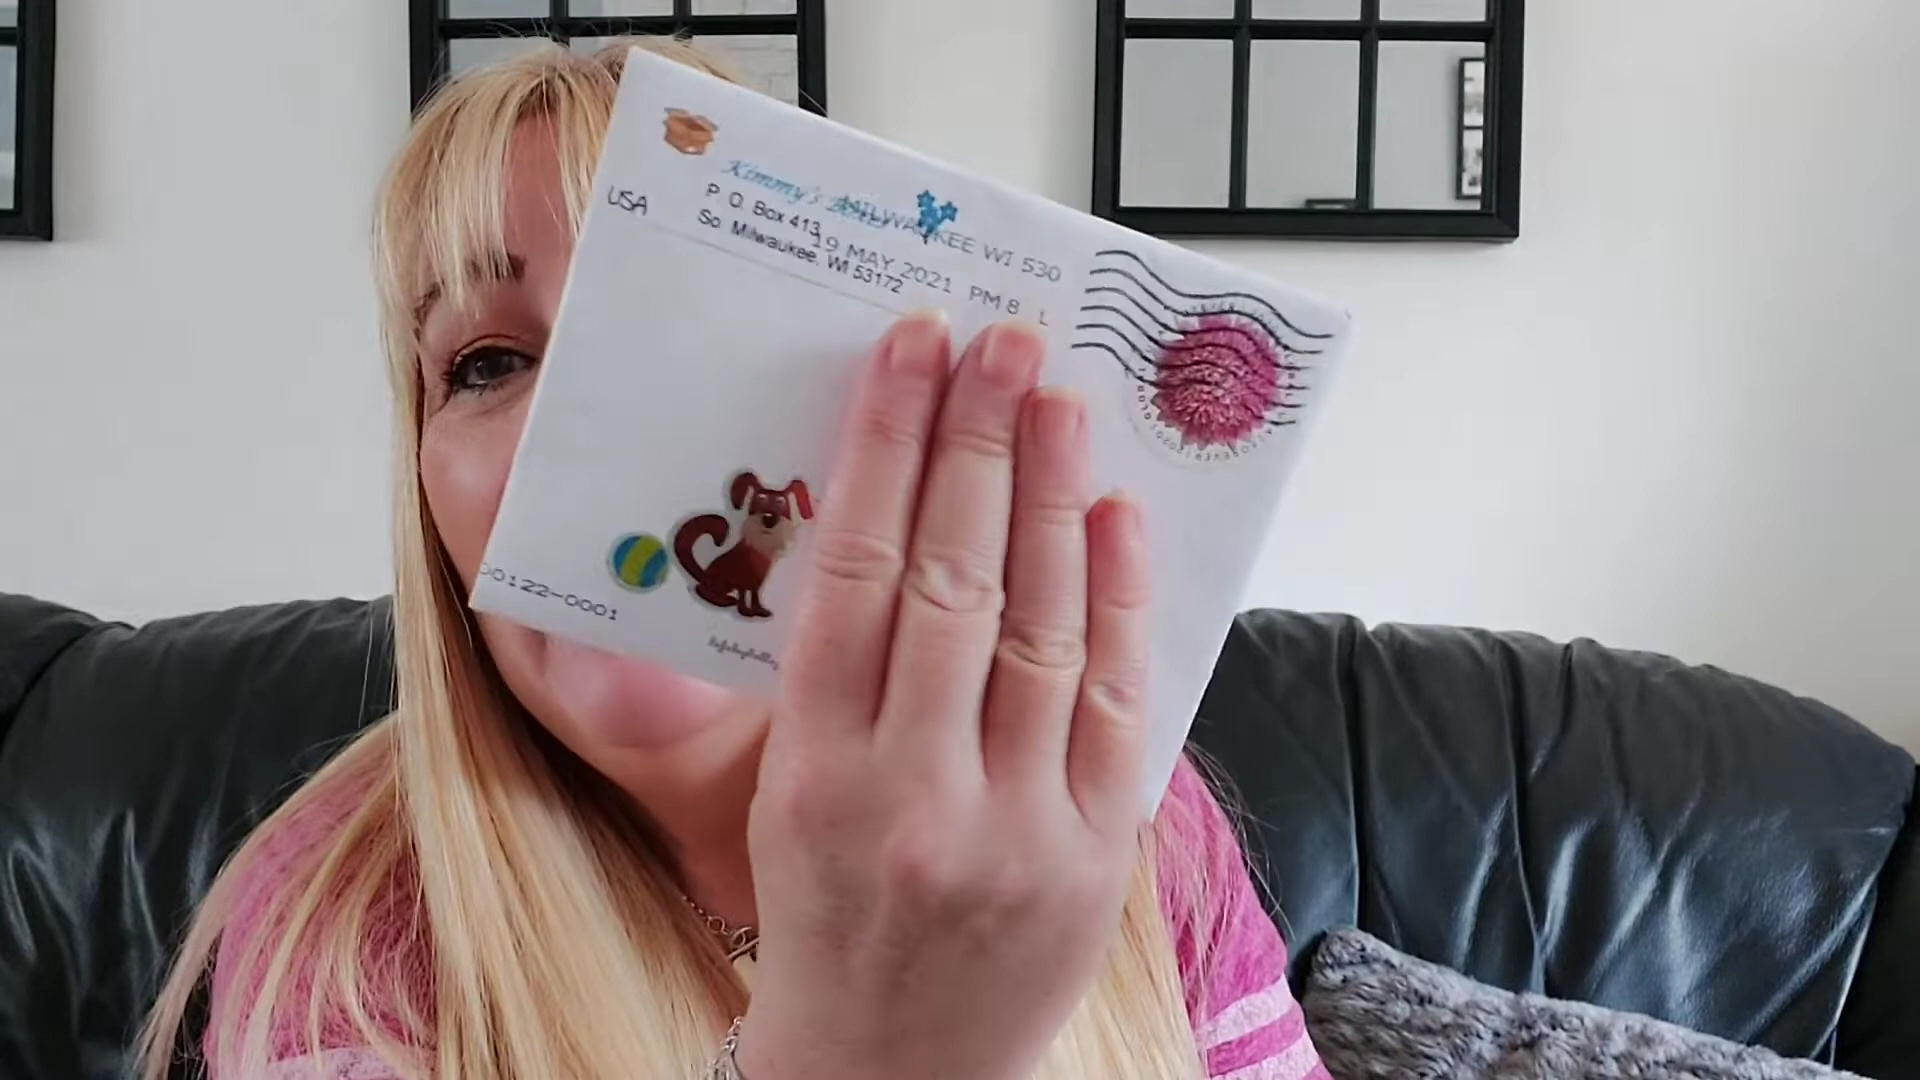 Kimmy's
MILWAUKEE WI 530
P. O. Box 413
19 MAY 2021 PM 8 L
So. Milwaukee, WI 53172
USA
00122-0001